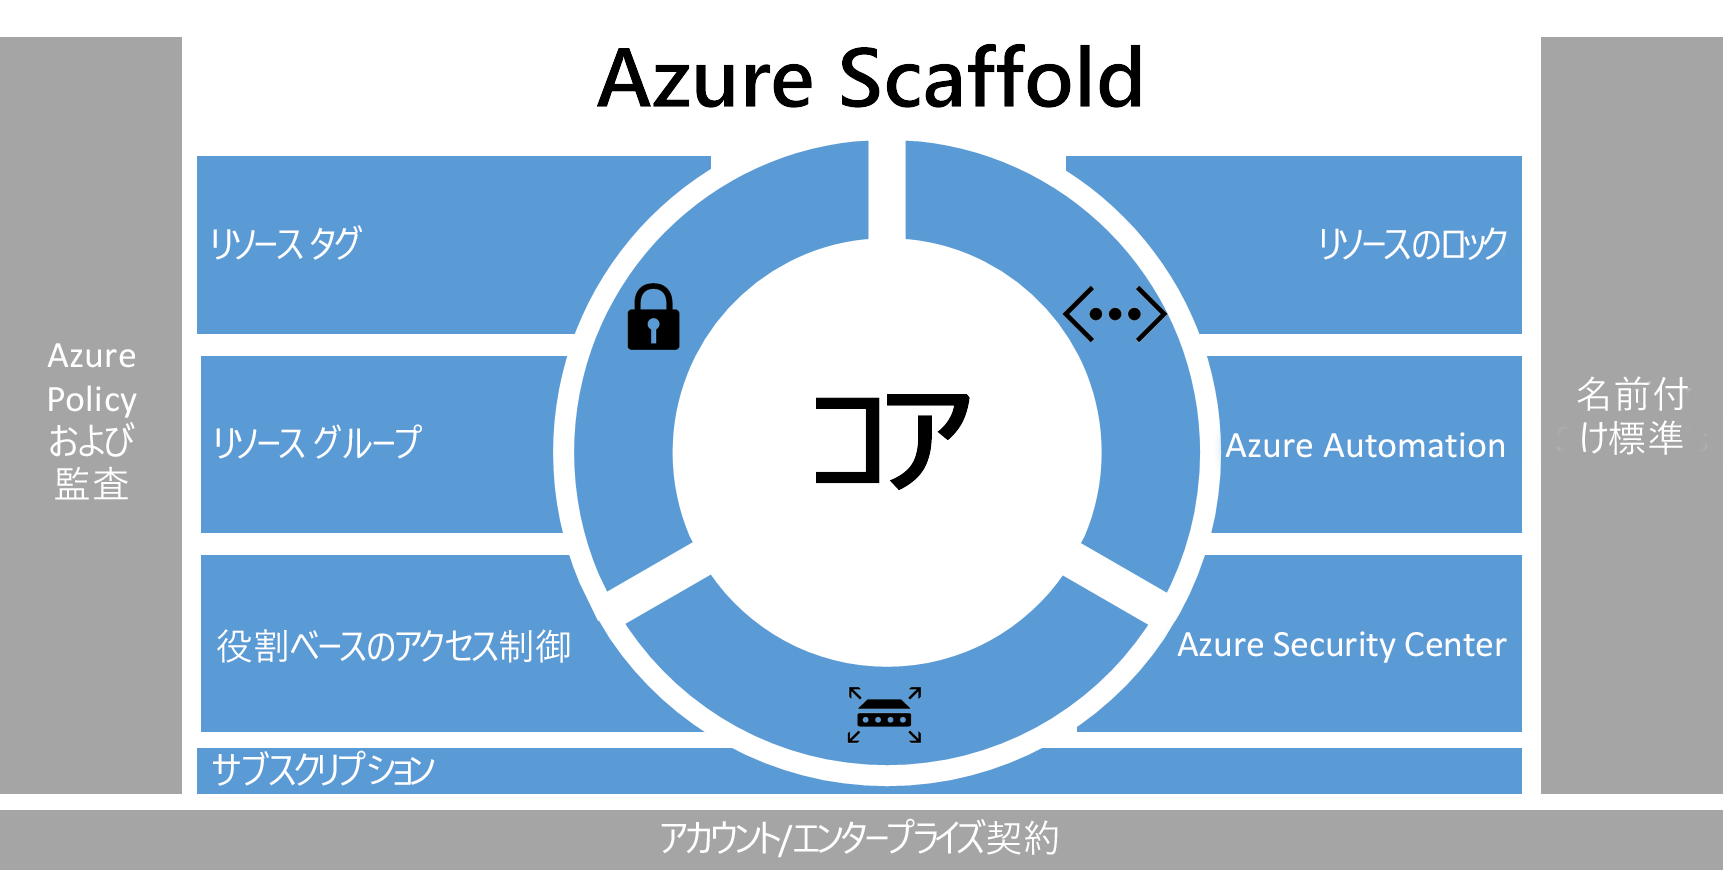 Azure Scaffold
Azure
Policy
および
監査
リソース タグ
リソース グループ
役割ベースのアクセス制御
サブスクリプション
コア
リソースのロック
Azure Automation
Azure Security Center
名前付
け標準
アカウント/エンタープライズ契約